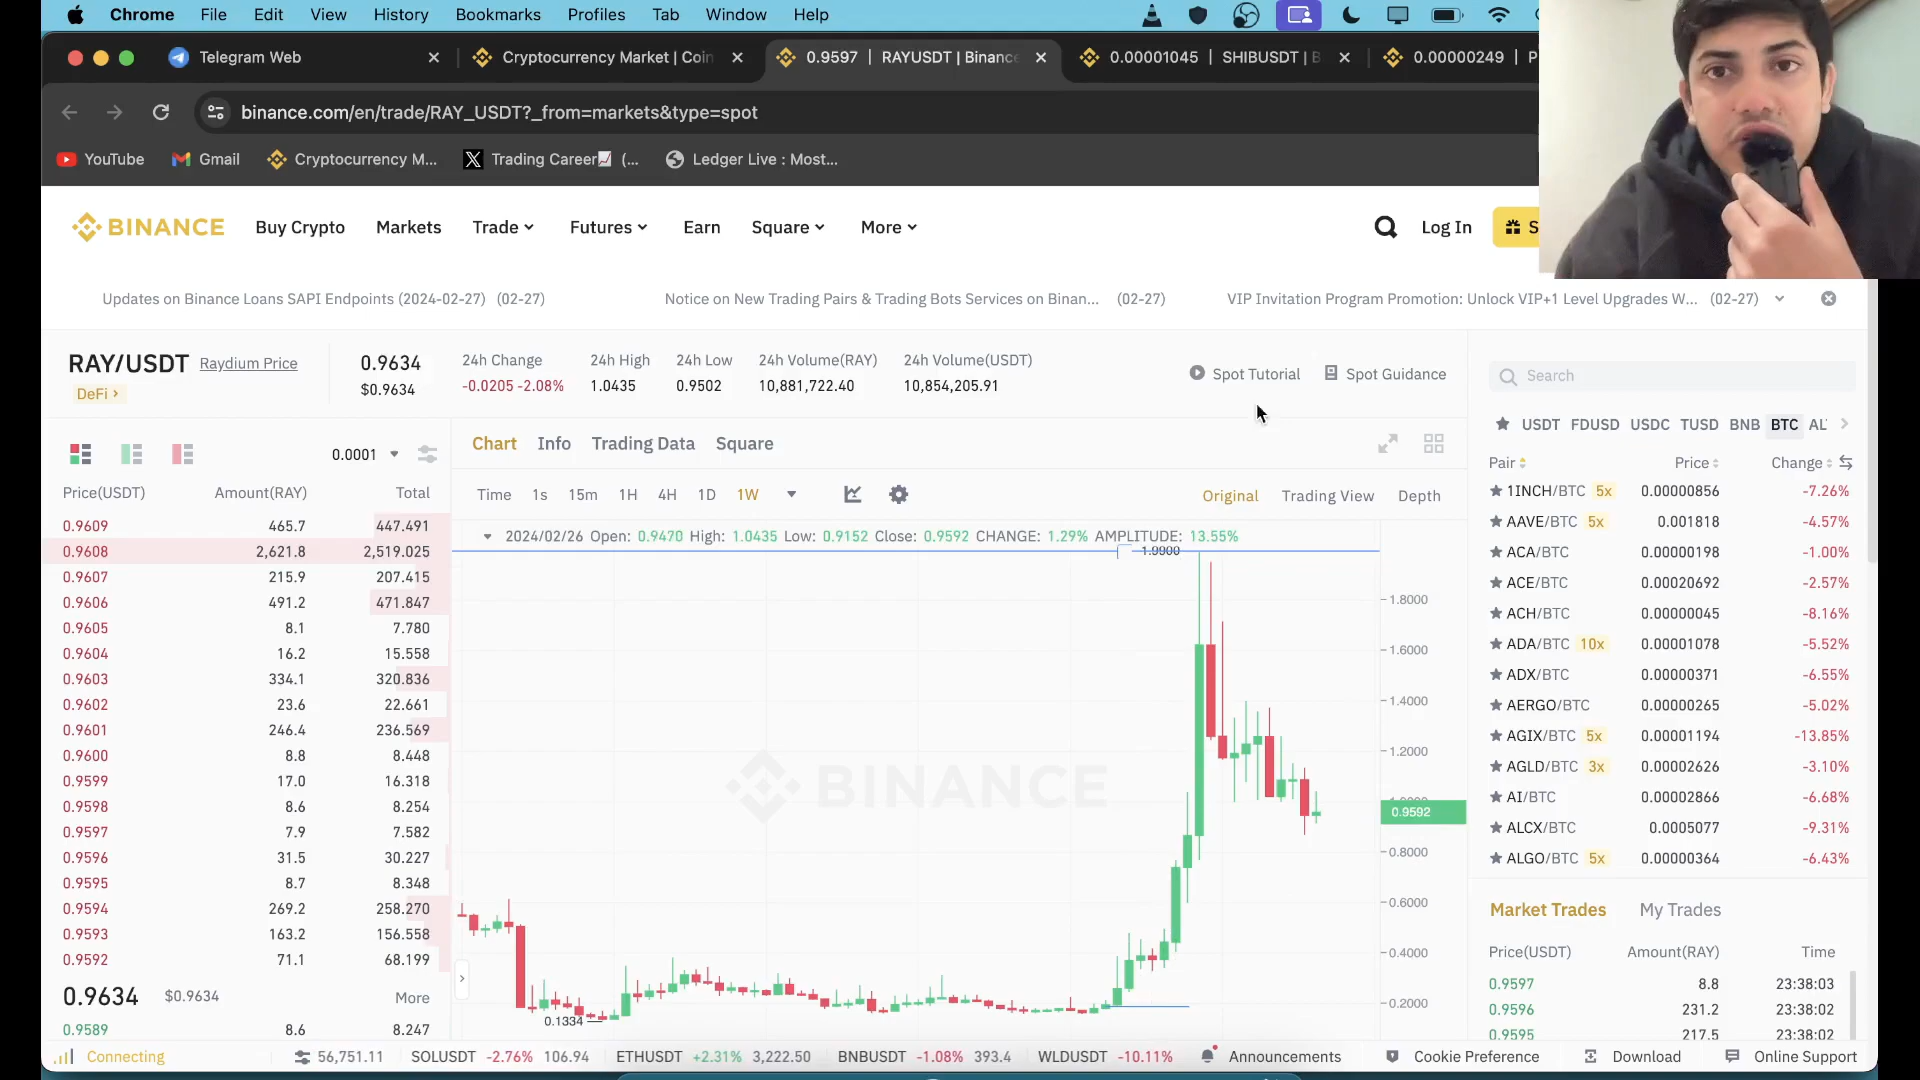 Chrome File Edit View History Bookmarks Profiles Tab Window Help
Telegram Web Cryptocurrency Market | Coin 0.9597 | RAYUSDT | Binance 0.00001045 | SHIBUSDT | B 0.00000249 | P
binance.com/en/trade/RAY_USDT?_from=markets&type=spot
YouTube Gmail Cryptocurrency M... Trading Career📈 (... Ledger Live : Most...
BINANCE Buy Crypto Markets Trade Futures Earn Square More Log In S
Updates on Binance Loans SAPI Endpoints (2024-02-27) (02-27) Notice on New Trading Pairs & Trading Bots Services on Binan... (02-27) VIP Invitation Program Promotion: Unlock VIP+1 Level Upgrades W... (02-27)
RAY/USDT Raydium Price
DeFi >
0.9634
$0.9634
24h Change
-0.0205 -2.08%
24h High
1.0435
24h Low
0.9502
24h Volume(RAY)
10,881,722.40
24h Volume(USDT)
10,854,205.91
Spot Tutorial Spot Guidance
0.0001
Price(USDT) Amount(RAY) Total
0.9609 465.7 447.491
0.9608 2,621.8 2,519.025
0.9607 215.9 207.415
0.9606 491.2 471.847
0.9605 8.1 7.780
0.9604 16.2 15.558
0.9603 334.1 320.836
0.9602 23.6 22.661
0.9601 246.4 236.569
0.9600 8.8 8.448
0.9599 17.0 16.318
0.9598 8.6 8.254
0.9597 7.9 7.582
0.9596 31.5 30.227
0.9595 8.7 8.348
0.9594 269.2 258.270
0.9593 163.2 156.558
0.9592 71.1 68.199
0.9634 $0.9634 More
0.9589 8.6 8.247
Chart Info Trading Data Square
Time 1s 15m 1H 4H 1D 1W Original Trading View Depth
2024/02/26 Open: 0.9470 High: 1.0435 Low: 0.9152 Close: 0.9592 CHANGE: 1.29% AMPLITUDE: 13.55%
1.9900
1.8000
1.6000
1.4000
1.2000
BINANCE
0.9592
0.8000
0.6000
0.4000
0.2000
0.1334
Search
USDT FDUSD USDC TUSD BNB BTC AL
Pair Price Change
1INCH/BTC 5x 0.00000856 -7.26%
AAVE/BTC 5x 0.001818 -4.57%
ACA/BTC 0.00000198 -1.00%
ACE/BTC 0.00020692 -2.57%
ACH/BTC 0.00000045 -8.16%
ADA/BTC 10x 0.00001078 -5.52%
ADX/BTC 0.00000371 -6.55%
AERGO/BTC 0.00000265 -5.02%
AGIX/BTC 5x 0.00001194 -13.85%
AGLD/BTC 3x 0.00002626 -3.10%
AI/BTC 0.00002866 -6.68%
ALCX/BTC 0.0005077 -9.31%
ALGO/BTC 5x 0.00000364 -6.43%
Market Trades My Trades
Price(USDT) Amount(RAY) Time
0.9597 8.8 23:38:03
0.9596 231.2 23:38:02
0.9595 217.5 23:38:02
Connecting 56,751.11 SOLUSDT -2.76% 106.94 ETHUSDT +2.31% 3,222.50 BNBUSDT -1.08% 393.4 WLDUSDT -10.11% Announcements Cookie Preference Download Online Support